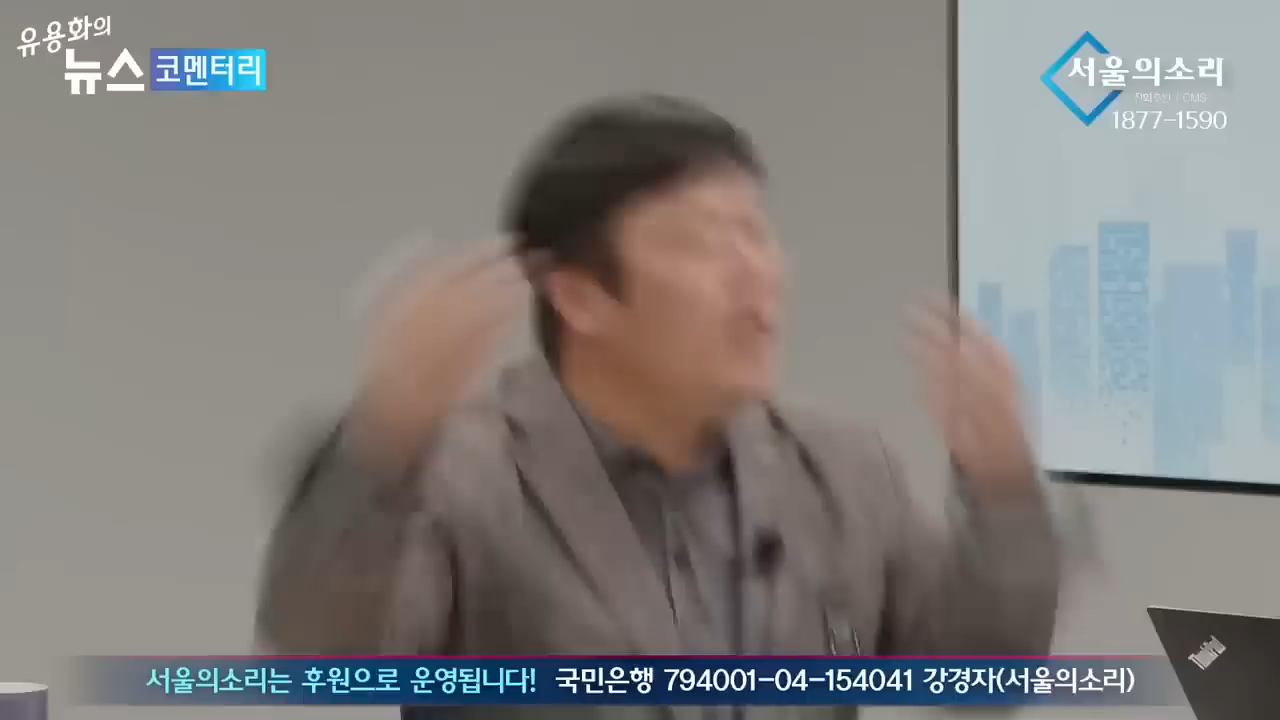 유용화의
뉴스 코멘터리
서울의소리
1877-1590
서울의소리는 후원으로 운영됩니다! 국민은행 794001-04-154041 강경자(서울의소리)